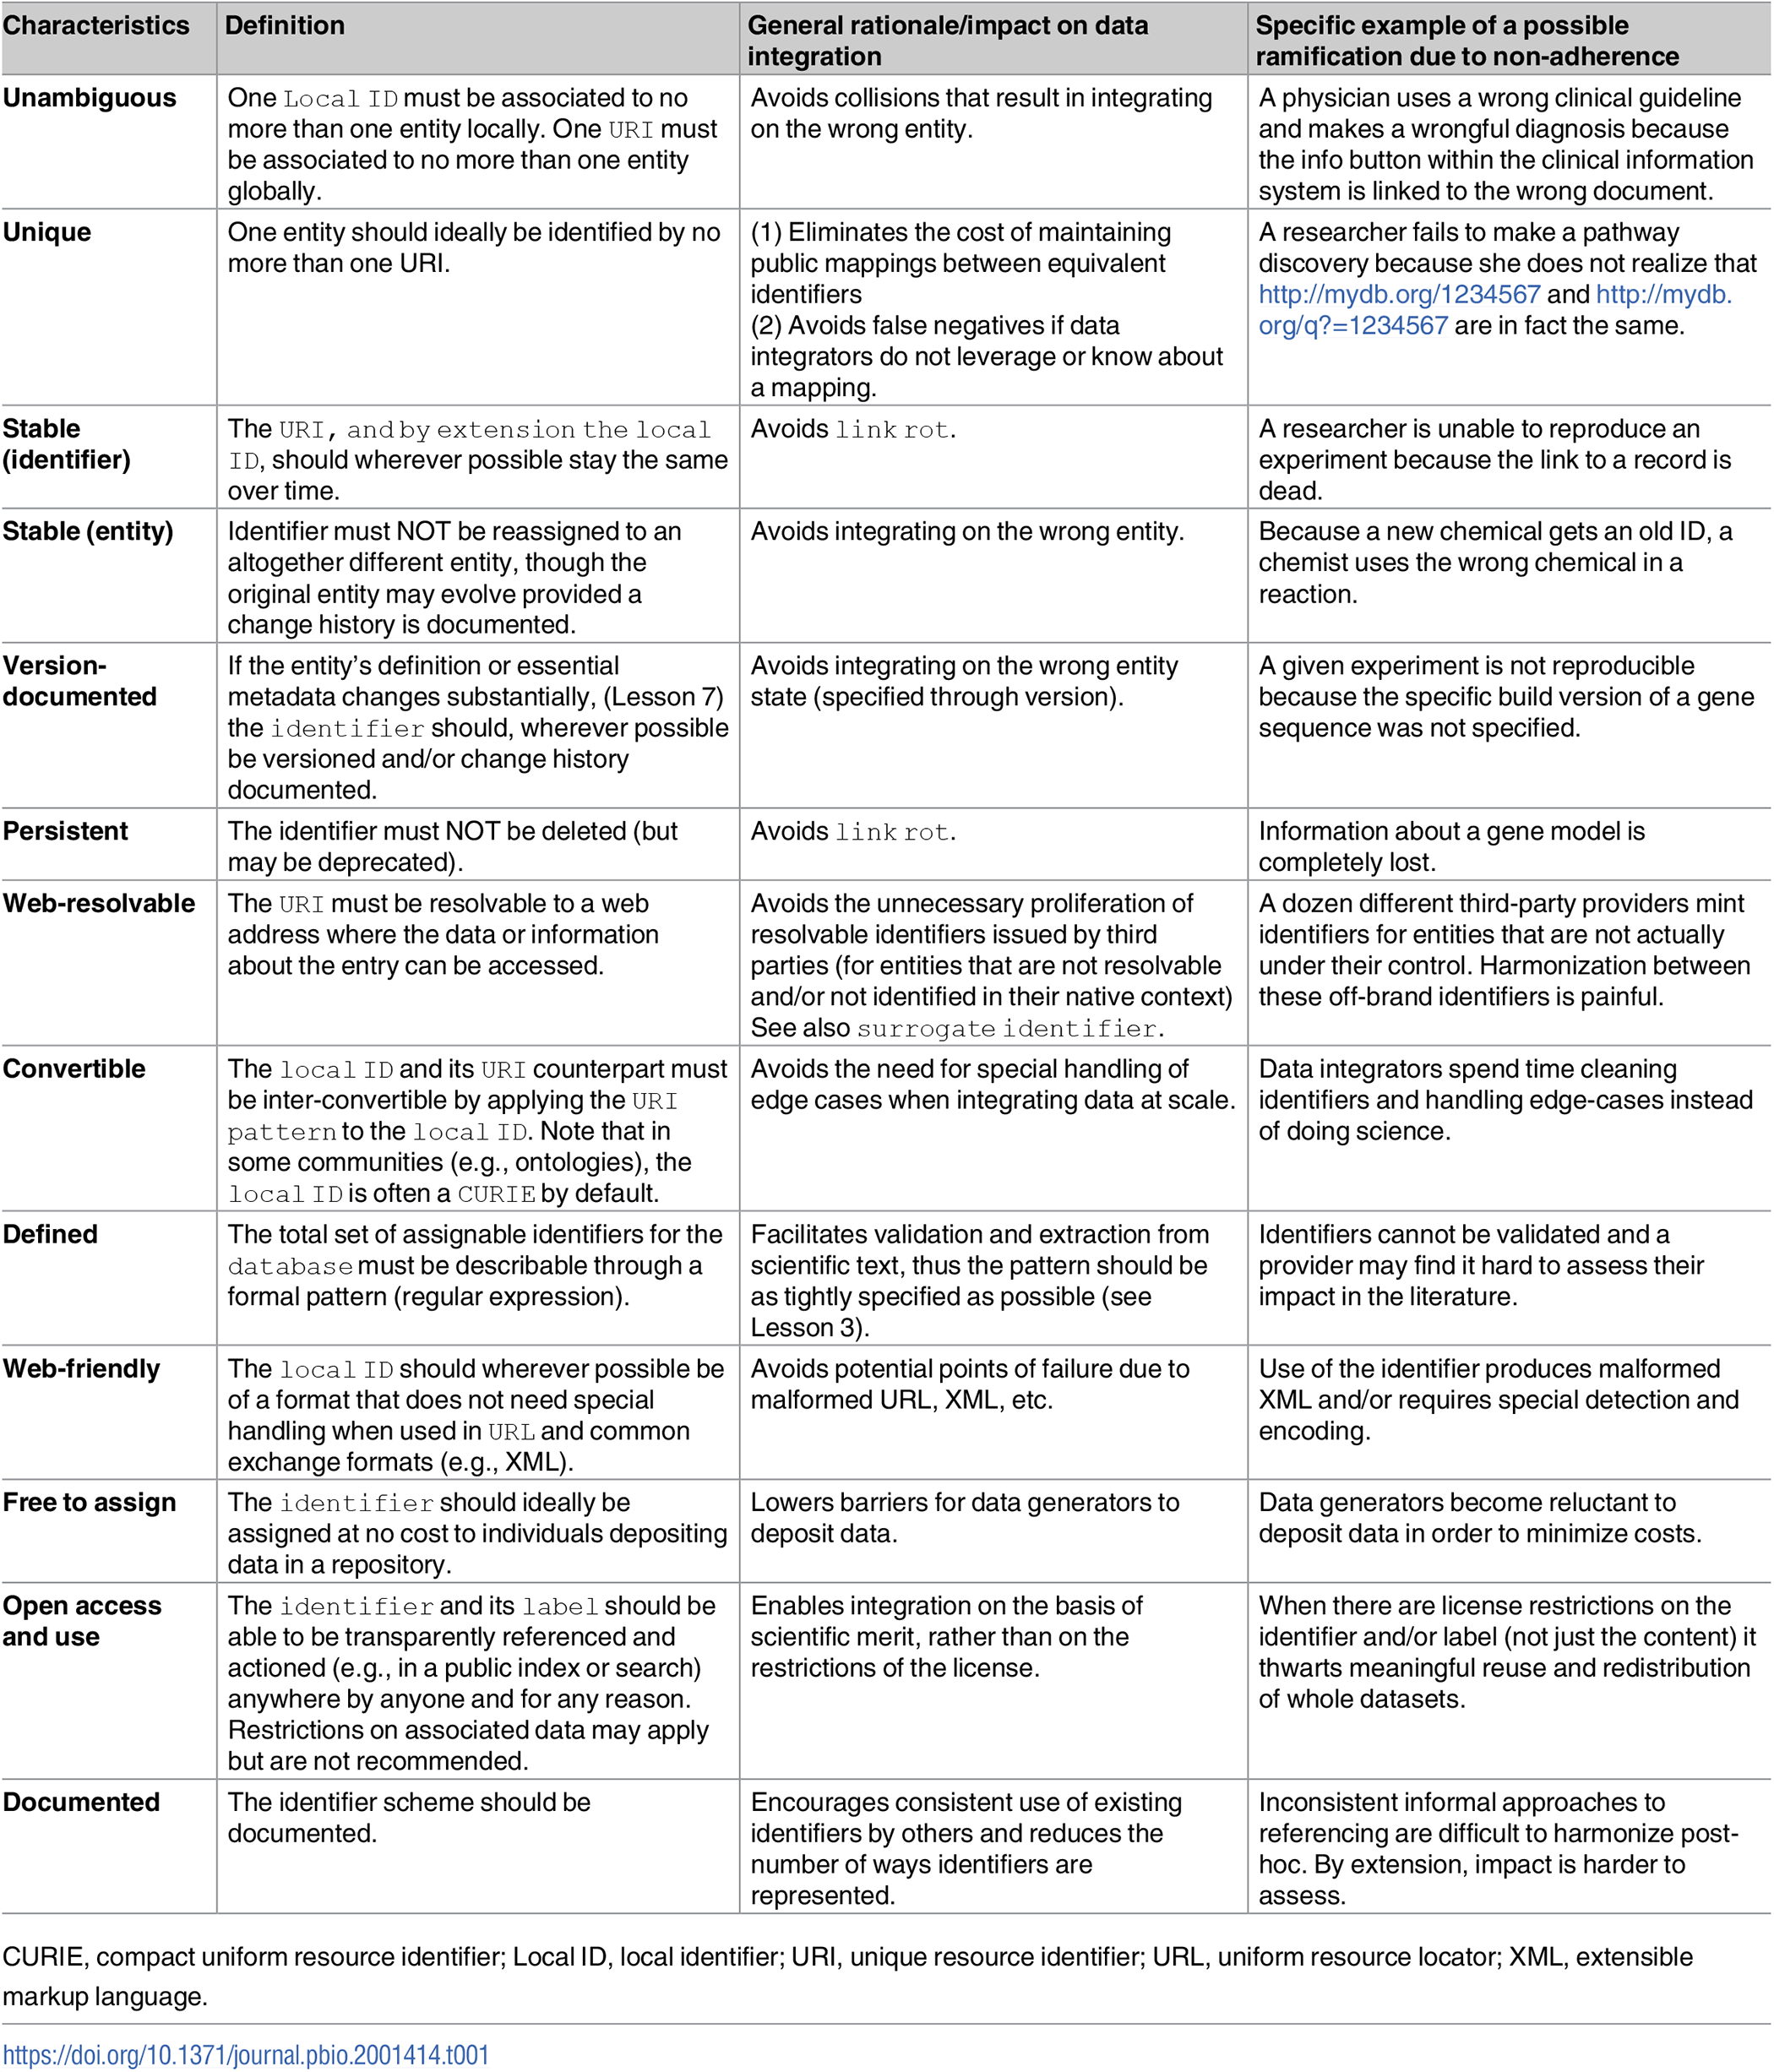 Characteristics
Definition
General rationale/impact on data
integration
Specific example of a possible
ramification due to non-adherence
Unambiguous
One Local ID must be associated to no
more than one entity locally. One URI must
be associated to no more than one entity
globally.
Avoids collisions that result in integrating
on the wrong entity.
A physician uses a wrong clinical guideline
and makes a wrongful diagnosis because
the info button within the clinical information
system is linked to the wrong document.
Unique
One entity should ideally be identified by no
more than one URI.
(1) Eliminates the cost of maintaining
public mappings between equivalent
identifiers
(2) Avoids false negatives if data
integrators do not leverage or know about
a mapping.
A researcher fails to make a pathway
discovery because she does not realize that
http://mydb.org/1234567 and http://mydb.
org/q?=1234567 are in fact the same.
Stable
(identifier)
The URI, and by extension the local
ID, should wherever possible stay the same
over time.
Avoids link rot.
A researcher is unable to reproduce an
experiment because the link to a record is
dead.
Stable (entity)
Identifier must NOT be reassigned to an
altogether different entity, though the
original entity may evolve provided a
change history is documented.
Avoids integrating on the wrong entity.
Because a new chemical gets an old ID, a
chemist uses the wrong chemical in a
reaction.
Version-
documented
If the entity’s definition or essential
metadata changes substantially, (Lesson 7)
the identifier should, wherever possible
be versioned and/or change history
documented.
Avoids integrating on the wrong entity
state (specified through version).
A given experiment is not reproducible
because the specific build version of a gene
sequence was not specified.
Persistent
The identifier must NOT be deleted (but
may be deprecated).
Avoids link rot.
Information about a gene model is
completely lost.
Web-resolvable
The URI must be resolvable to a web
address where the data or information
about the entry can be accessed.
Avoids the unnecessary proliferation of
resolvable identifiers issued by third
parties (for entities that are not resolvable
and/or not identified in their native context)
See also surrogate identifier.
A dozen different third-party providers mint
identifiers for entities that are not actually
under their control. Harmonization between
these off-brand identifiers is painful.
Convertible
The local ID and its URI counterpart must
be inter-convertible by applying the URI
pattern to the local ID. Note that in
some communities (e.g., ontologies), the
local ID is often a CURIE by default.
Avoids the need for special handling of
edge cases when integrating data at scale.
Data integrators spend time cleaning
identifiers and handling edge-cases instead
of doing science.
Defined
The total set of assignable identifiers for the
database must be describable through a
formal pattern (regular expression).
Facilitates validation and extraction from
scientific text, thus the pattern should be
as tightly specified as possible (see
Lesson 3).
Identifiers cannot be validated and a
provider may find it hard to assess their
impact in the literature.
Web-friendly
The local ID should wherever possible be
of a format that does not need special
handling when used in URL and common
exchange formats (e.g., XML).
Avoids potential points of failure due to
malformed URL, XML, etc.
Use of the identifier produces malformed
XML and/or requires special detection and
encoding.
Free to assign
The identifier should ideally be
assigned at no cost to individuals depositing
data in a repository.
Lowers barriers for data generators to
deposit data.
Data generators become reluctant to
deposit data in order to minimize costs.
Open access
and use
The identifier and its label should be
able to be transparently referenced and
actioned (e.g., in a public index or search)
anywhere by anyone and for any reason.
Restrictions on associated data may apply
but are not recommended.
Enables integration on the basis of
scientific merit, rather than on the
restrictions of the license.
When there are license restrictions on the
identifier and/or label (not just the content) it
thwarts meaningful reuse and redistribution
of whole datasets.
Documented
The identifier scheme should be
documented.
Encourages consistent use of existing
identifiers by others and reduces the
number of ways identifiers are
represented.
Inconsistent informal approaches to
referencing are difficult to harmonize post-
hoc. By extension, impact is harder to
assess.
CURIE, compact uniform resource identifier; Local ID, local identifier; URI, unique resource identifier; URL, uniform resource locator; XML, extensible
markup language.
https://doi.org/10.1371/journal.pbio.2001414.t001